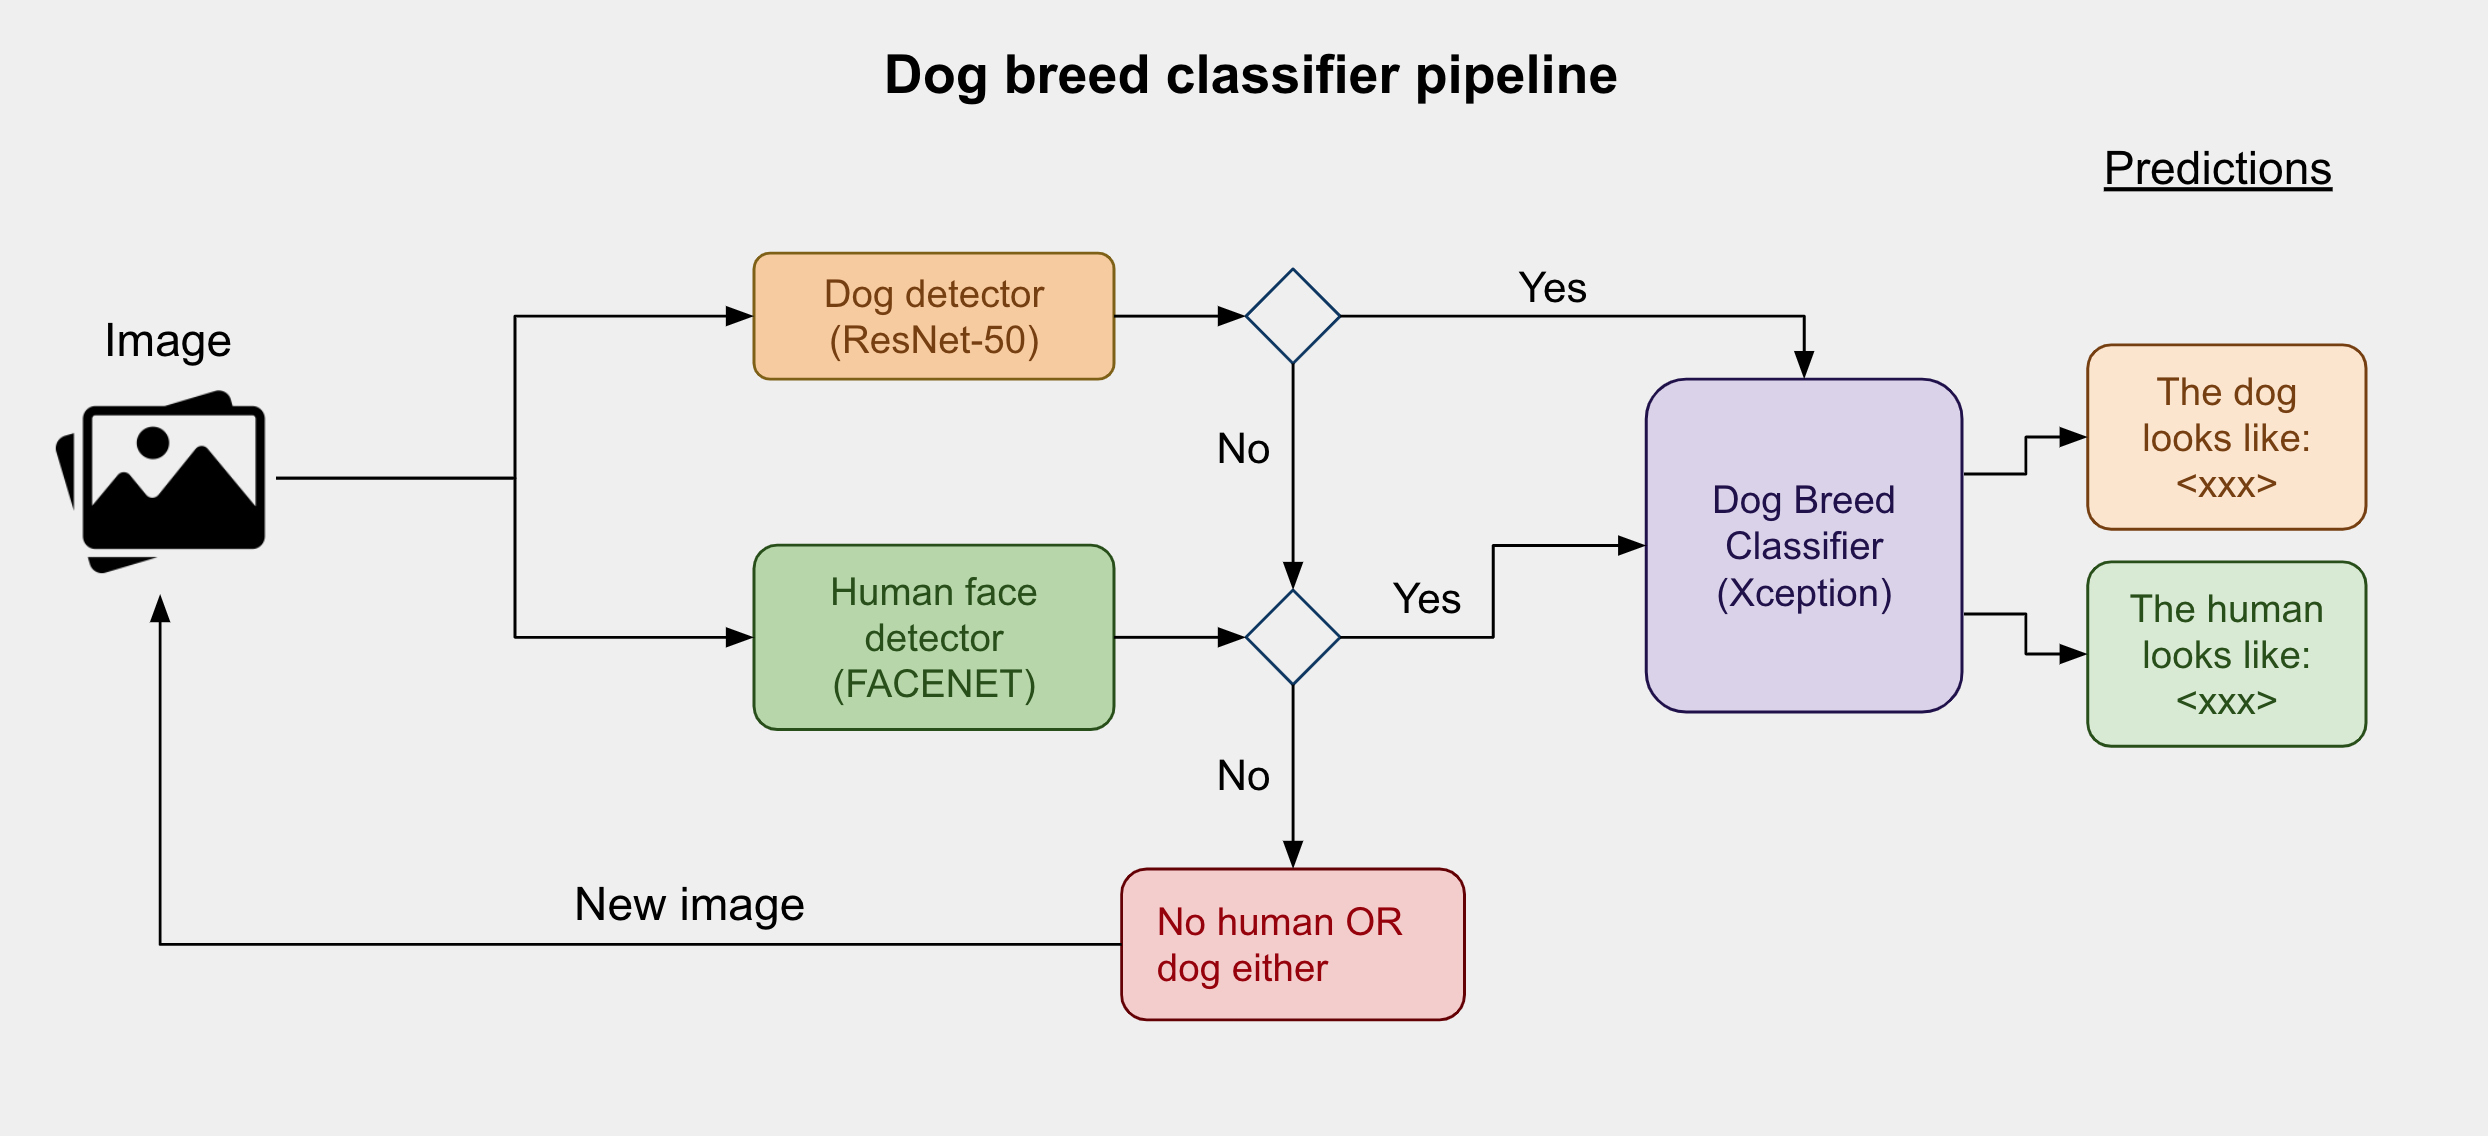 Dog breed classifier pipeline
Predictions
Image
Dog detector
(ResNet-50)
Yes
No
Human face
detector
(FACENET)
Yes
No
Dog Breed
Classifier
(Xception)
The dog
looks like:
<xxx>
The human
looks like:
<xxx>
New image
No human OR
dog either